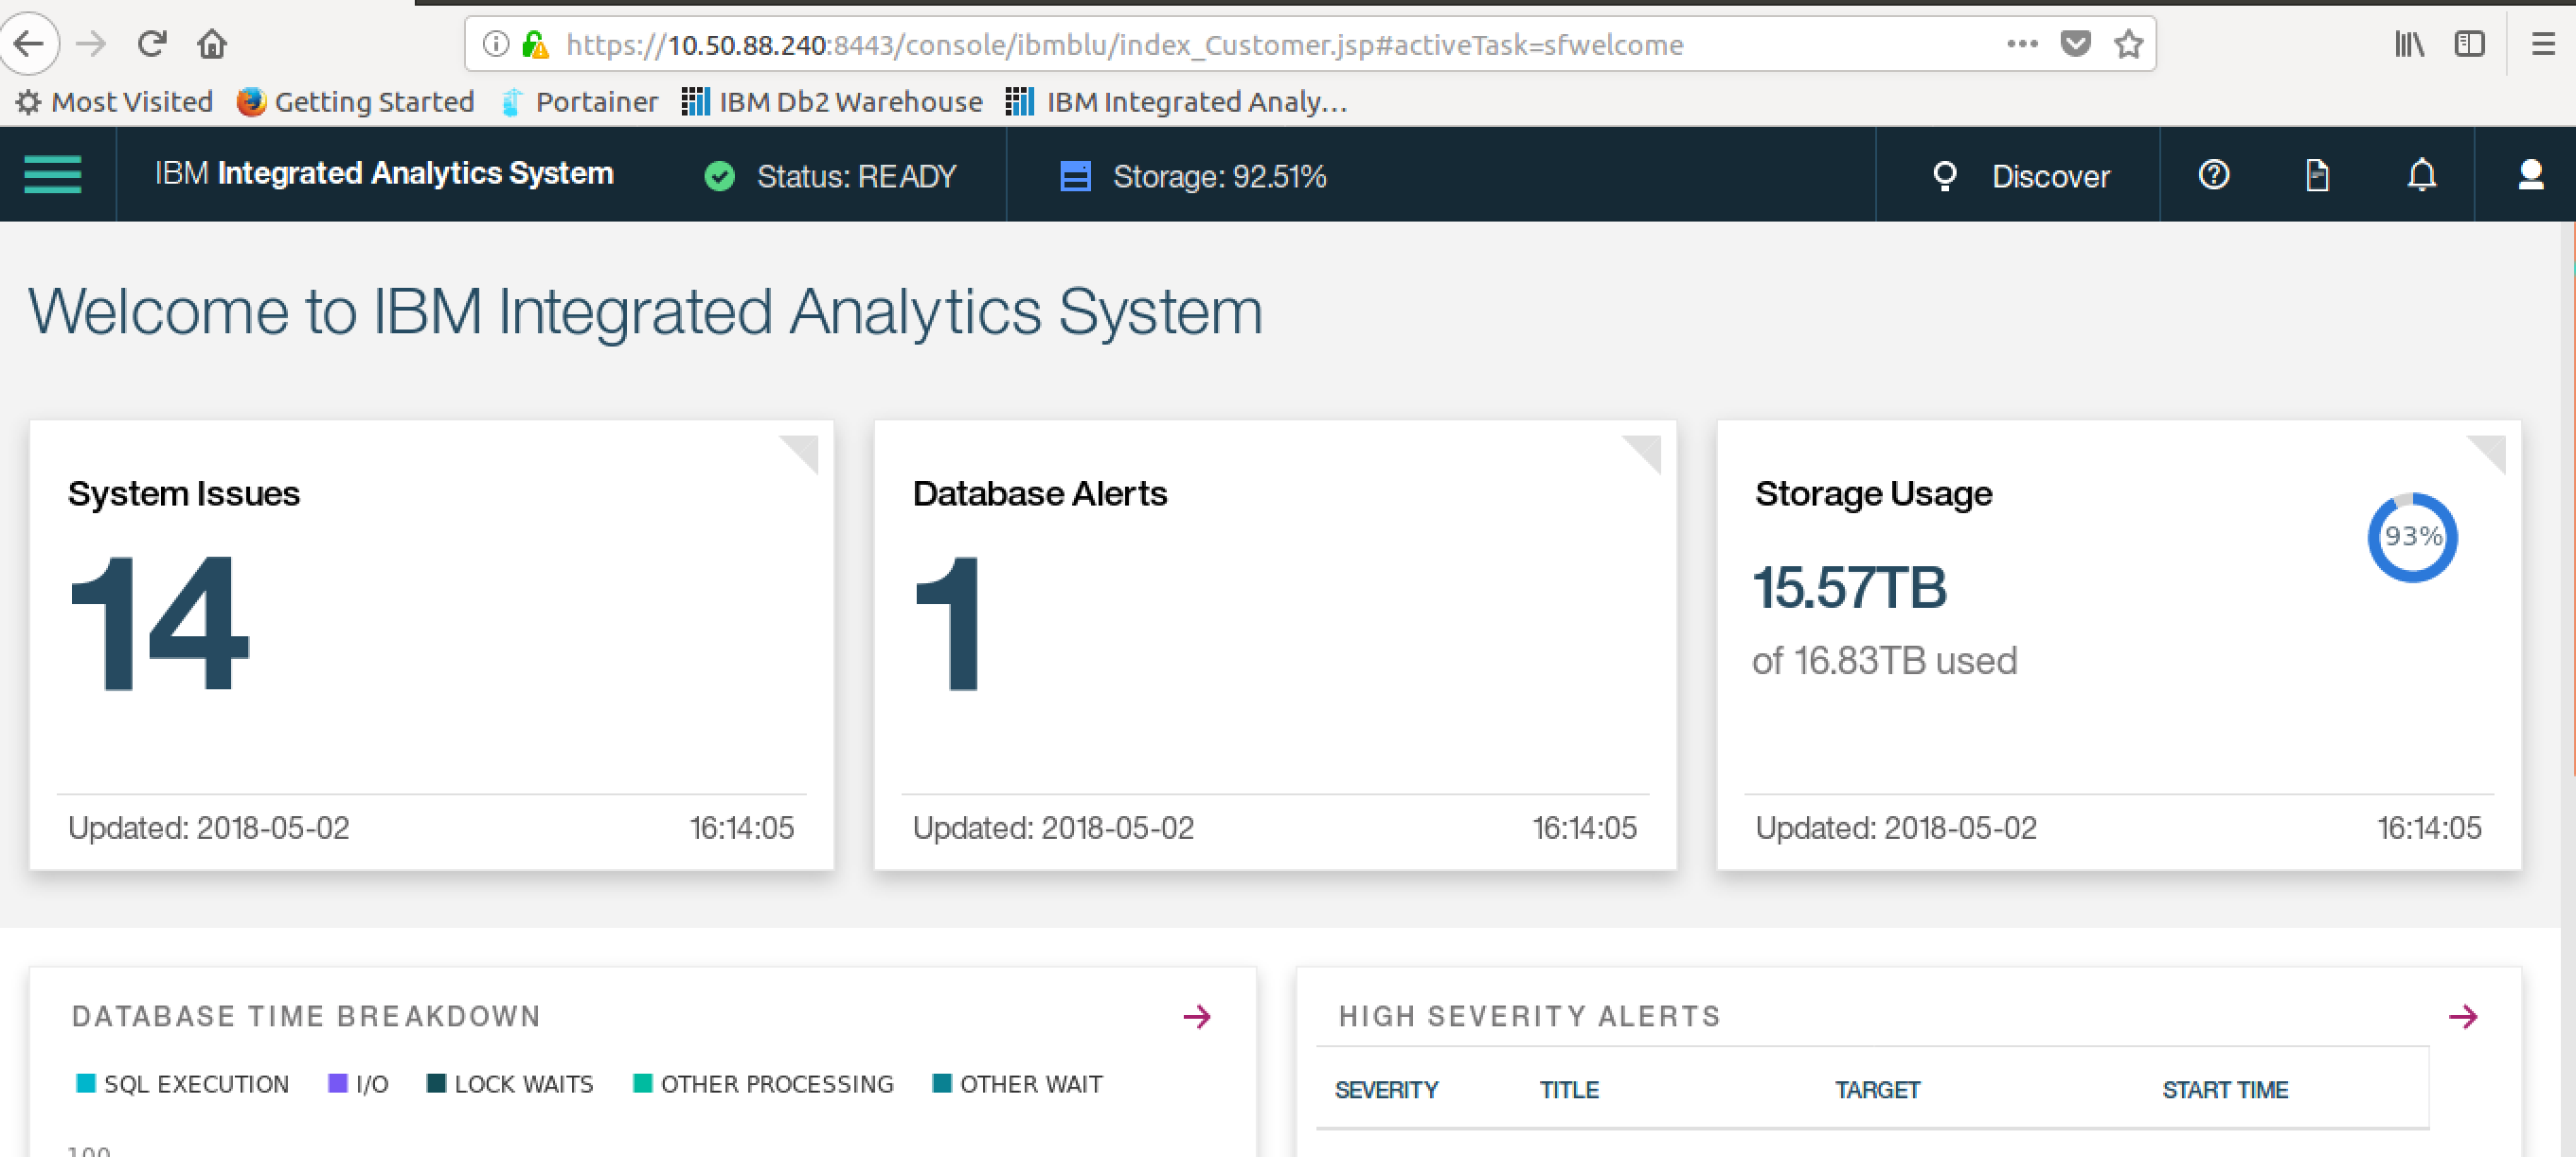 https://10.50.88.240:8443/console/ibmblu/index_Customer.jsp#activeTask=sfwelcome
Most Visited Getting Started Portainer IBM Db2 Warehouse IBM Integrated Analy...
IBM Integrated Analytics System Status: READY Storage: 92.51% Discover
Welcome to IBM Integrated Analytics System
System Issues
14
Updated: 2018-05-02 16:14:05
Database Alerts
1
Updated: 2018-05-02 16:14:05
Storage Usage
93%
15.57TB
of 16.83TB used
Updated: 2018-05-02 16:14:05
DATABASE TIME BREAKDOWN
SQL EXECUTION I/O LOCK WAITS OTHER PROCESSING OTHER WAIT
100
HIGH SEVERITY ALERTS
SEVERITY TITLE TARGET START TIME